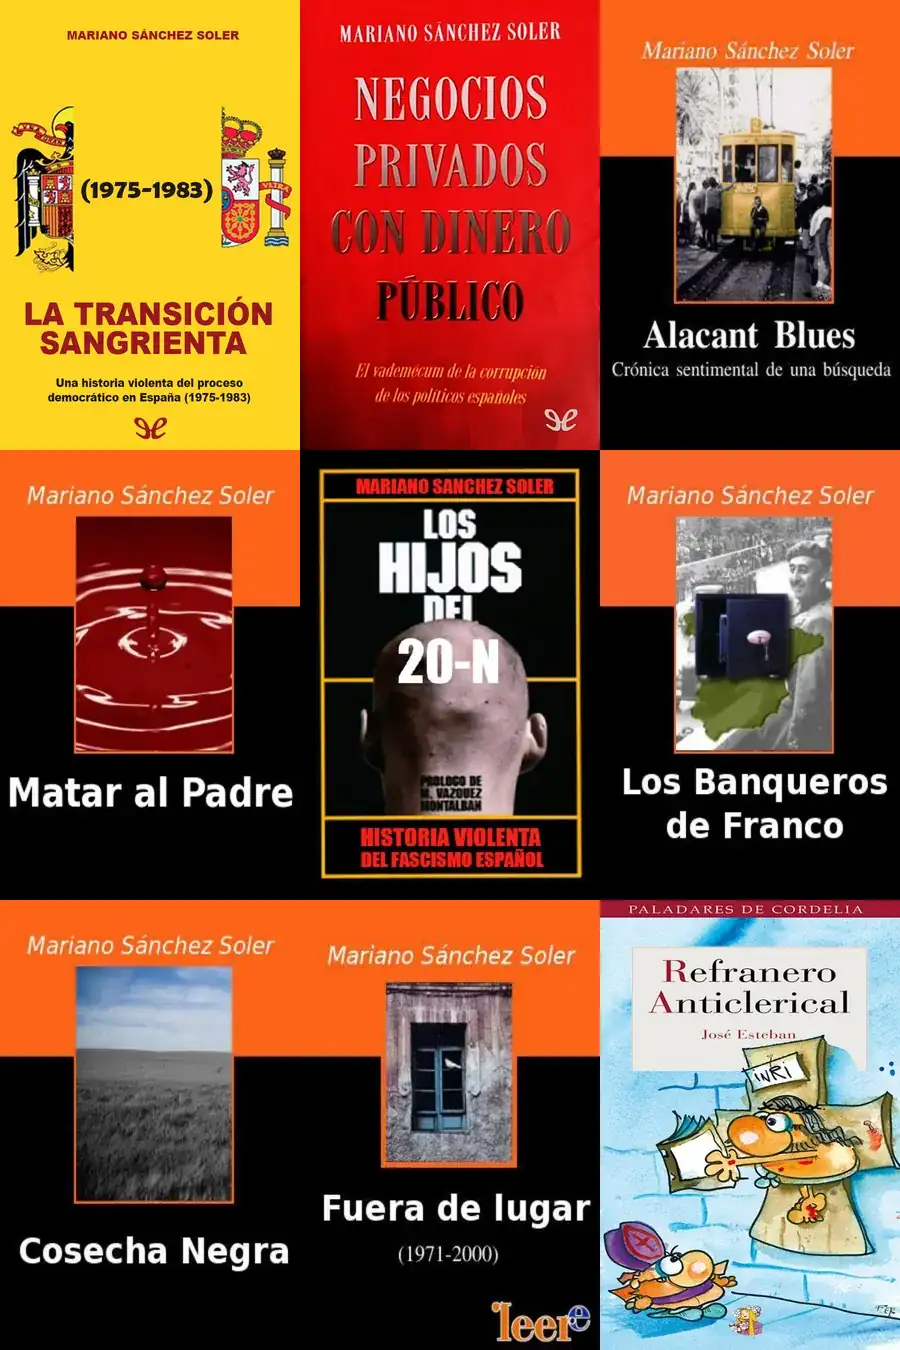 MARIANO SÁNCHEZ SOLER
UNA
GRANDE
(1975-1983)
VLTRA
LA TRANSICIÓN
SANGRIENTA
Una historia violenta del proceso
democrático en España (1975-1983)
MARIANO SÁNCHEZ SOLER
NEGOCIOS
PRIVADOS
CON DINERO
PÚBLICO
El vademécum de la corrupción
de los políticos españoles
Mariano Sánchez Soler
Alacant Blues
Crónica sentimental de una búsqueda
Mariano Sánchez Soler
Matar al Padre
MARIANO SANCHEZ SOLER
LOS
HIJOS
DEL
20-N
PROLOGO DE
M. VAZQUEZ
MONTALBAN
HISTORIA VIOLENTA
DEL FASCISMO ESPAÑOL
Mariano Sánchez Soler
Los Banqueros
de Franco
Mariano Sánchez Soler
Cosecha Negra
Mariano Sánchez Soler
Fuera de lugar
(1971-2000)
leer-e
PALADARES DE CORDELIA
Refranero
Anticlerical
José Esteban
INRI